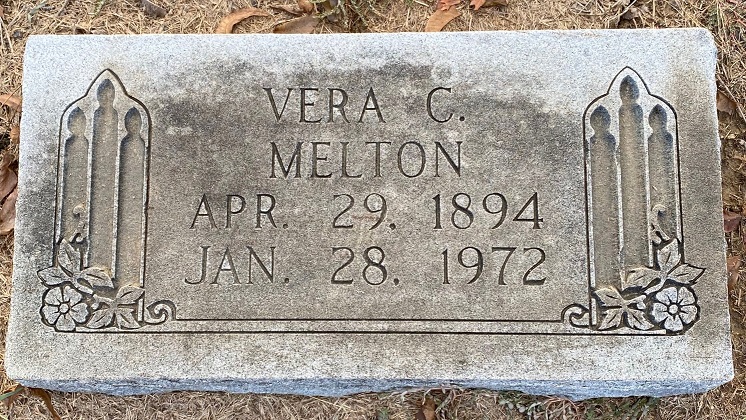 VERA C.
MELTON
APR. 29, 1894
JAN. 28, 1972